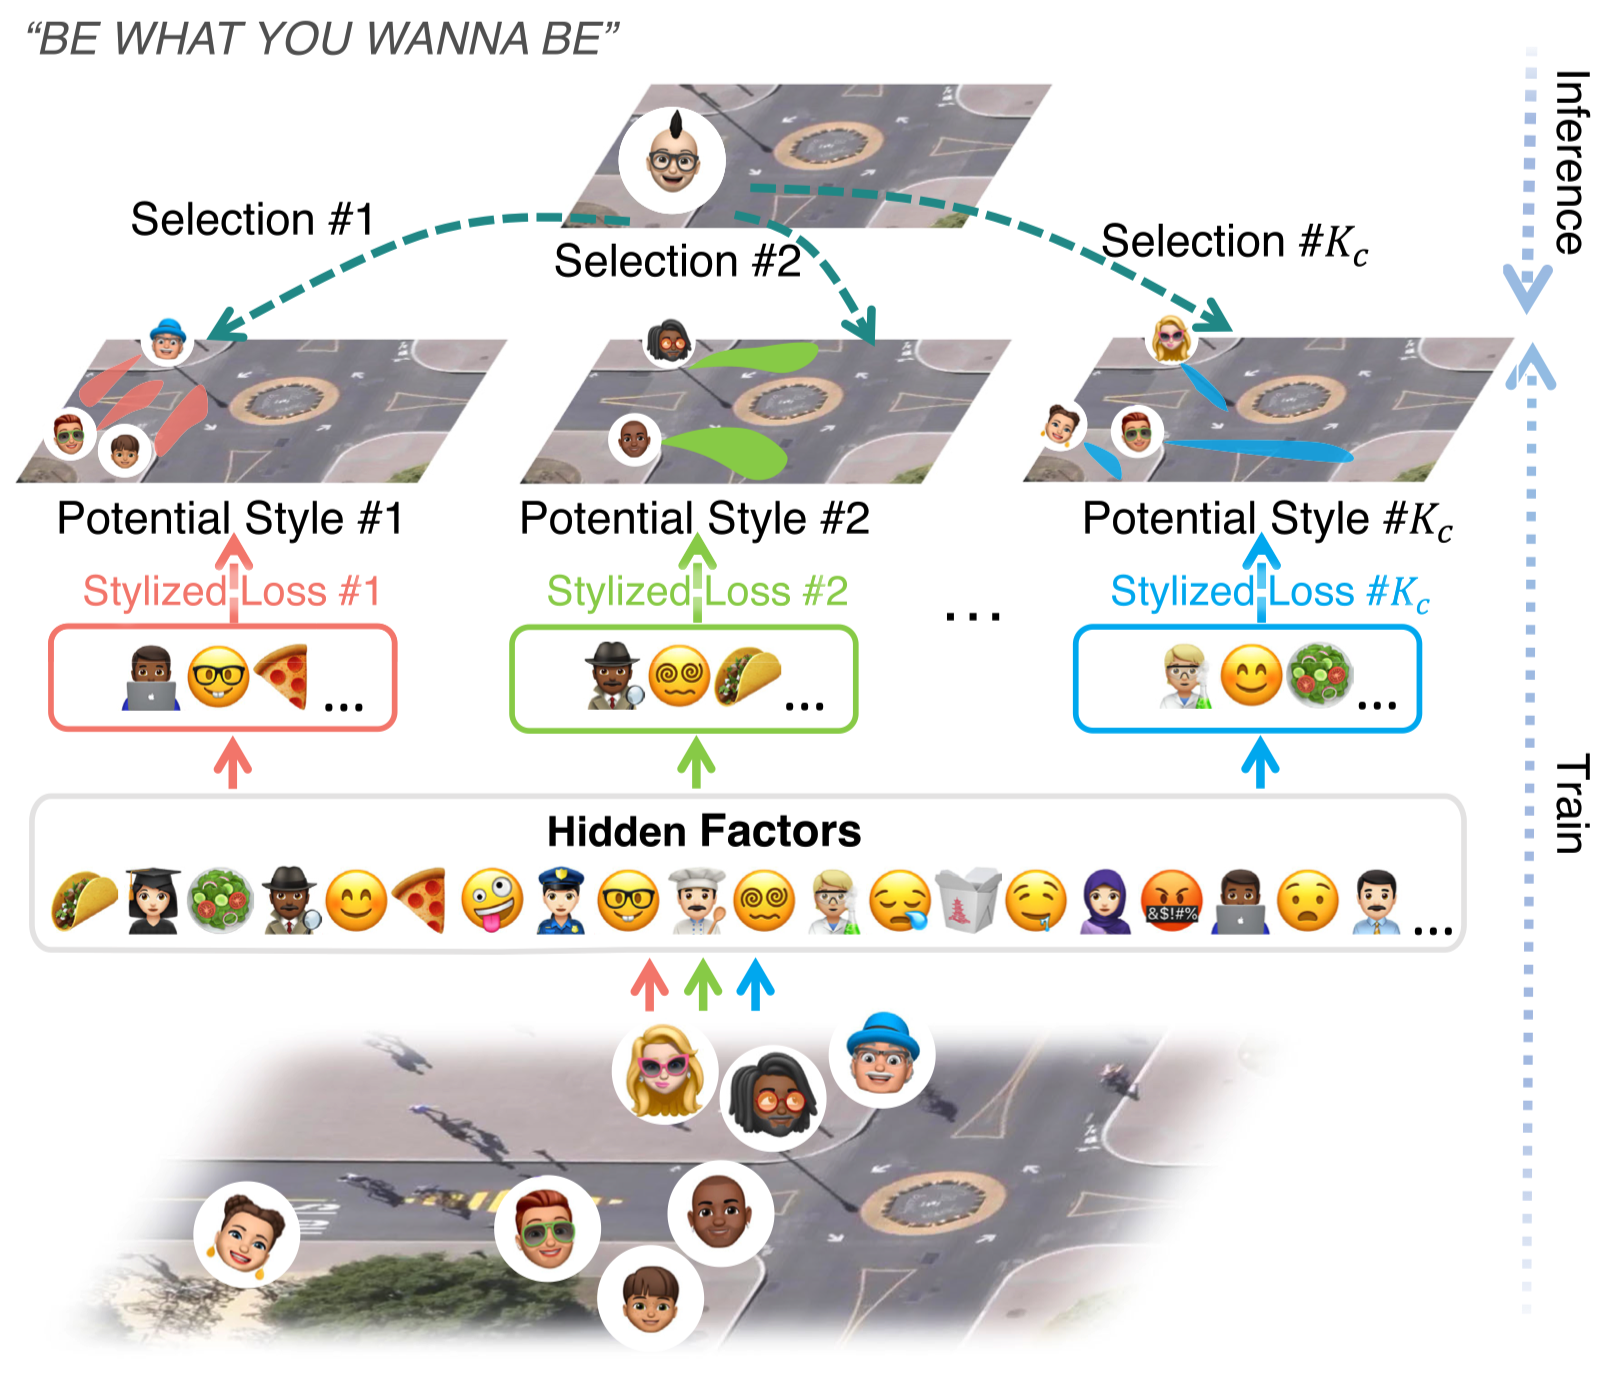 “BE WHAT YOU WANNA BE”
Inference
Selection #1
Selection #2
Selection #K_c
Potential Style #1
Potential Style #2
Potential Style #K_c
Stylized Loss #1
Stylized Loss #2
Stylized Loss #K_c
...
...
...
...
Train
Hidden Factors
&$!#%
...